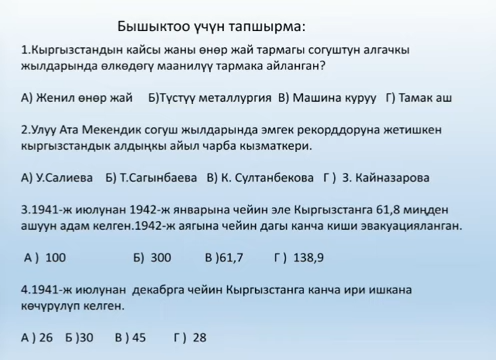 Бышыктоо үчүн тапшырма:
1.Кыргызстандын кайсы жаны өнөр жай тармагы согуштун алгачкы
жылдарында өлкөдөгү маанилүү тармака айланган?
А) Женил өнөр жай Б)Түстүү металлургия В) Машина куруу Г) Тамак аш
2.Улуу Ата Мекендик согуш жылдарында эмгек рекорддоруна жетишкен
кыргызстандык алдыңкы айыл чарба кызматкери.
А) У.Салиева Б) Т.Сагынбаева В) К. Султанбекова Г ) З. Кайназарова
3.1941-ж июлунан 1942-ж январына чейин эле Кыргызстанга 61,8 миңден
ашуун адам келген.1942-ж аягына чейин дагы канча киши эвакуацияланган.
А ) 100 Б) 300 В )61,7 Г ) 138,9
4.1941-ж июлунан декабрга чейин Кыргызстанга канча ири ишкана
көчүрүлүп келген.
А ) 26 Б )30 В ) 45 Г ) 28